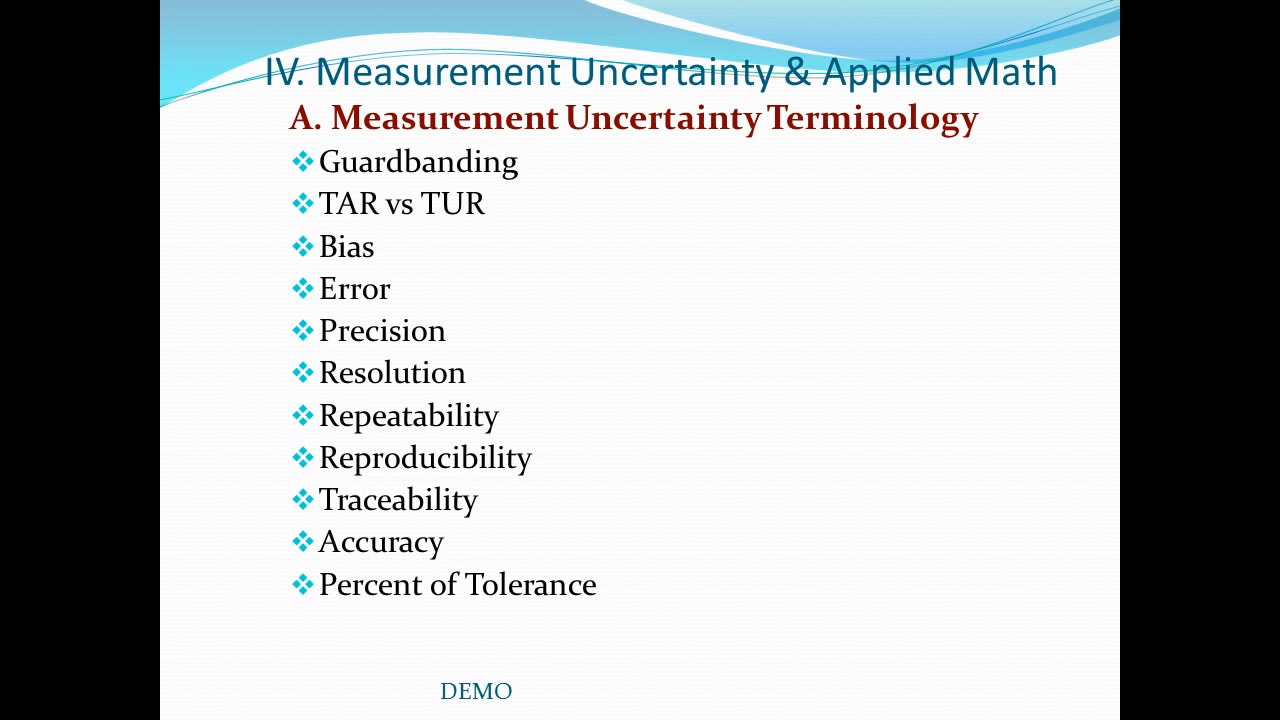 IV. Measurement Uncertainty & Applied Math
A. Measurement Uncertainty Terminology
Guardbanding
TAR vs TUR
Bias
Error
Precision
Resolution
Repeatability
Reproducibility
Traceability
Accuracy
Percent of Tolerance
DEMO